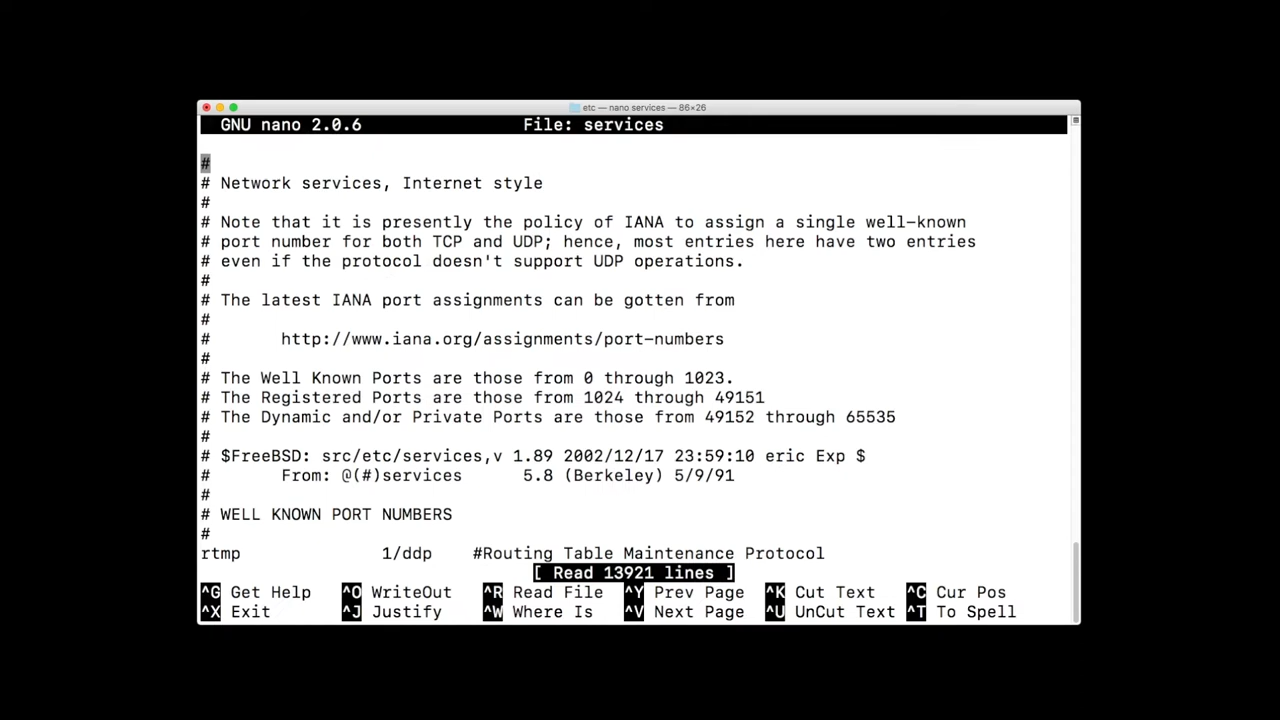 etc — nano services — 86×26
GNU nano 2.0.6 File: services
#
# Network services, Internet style
#
# Note that it is presently the policy of IANA to assign a single well-known
# port number for both TCP and UDP; hence, most entries here have two entries
# even if the protocol doesn't support UDP operations.
#
# The latest IANA port assignments can be gotten from
#
# http://www.iana.org/assignments/port-numbers
#
# The Well Known Ports are those from 0 through 1023.
# The Registered Ports are those from 1024 through 49151
# The Dynamic and/or Private Ports are those from 49152 through 65535
#
# $FreeBSD: src/etc/services,v 1.89 2002/12/17 23:59:10 eric Exp $
# From: @(#)services 5.8 (Berkeley) 5/9/91
#
# WELL KNOWN PORT NUMBERS
#
rtmp 1/ddp #Routing Table Maintenance Protocol
[ Read 13921 lines ]
^G Get Help ^O WriteOut ^R Read File ^Y Prev Page ^K Cut Text ^C Cur Pos
^X Exit ^J Justify ^W Where Is ^V Next Page ^U UnCut Text ^T To Spell